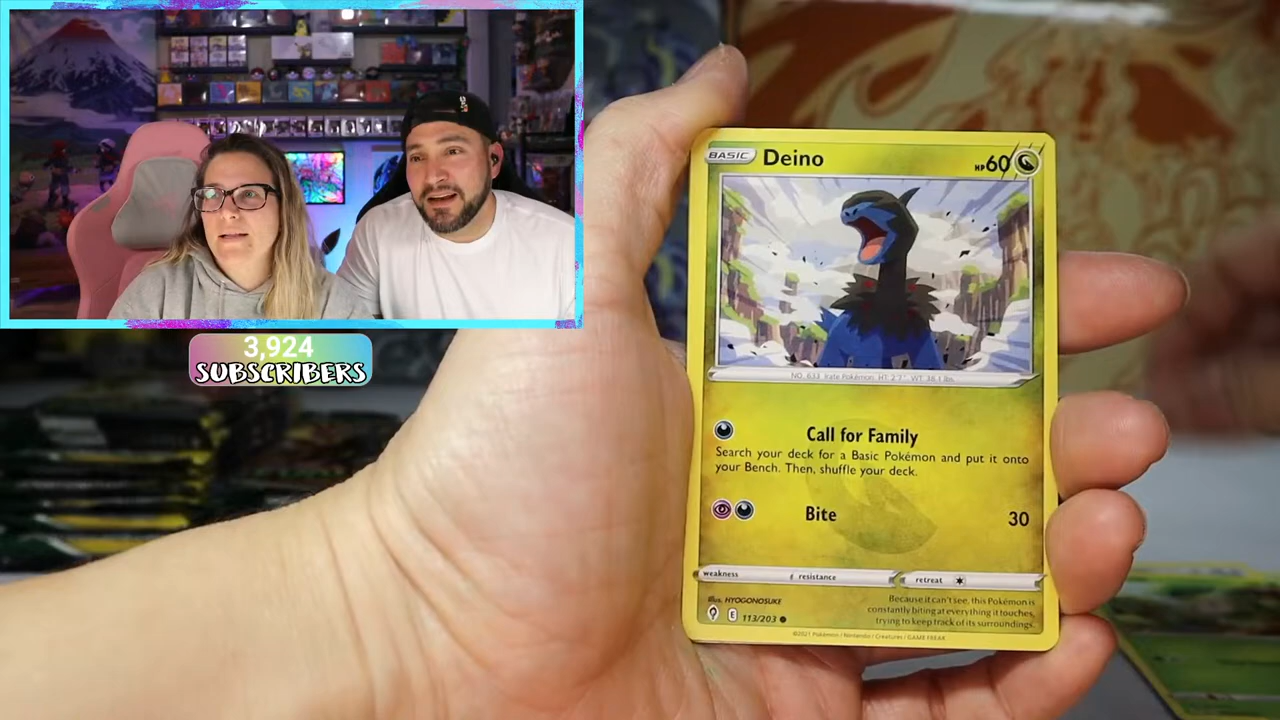 3,924
SUBSCRIBERS
BASIC Deino HP 60
NO. 633 Irate Pokémon HT: 2'7" WT: 38.1 lbs.
Call for Family
Search your deck for a Basic Pokémon and put it onto
your Bench. Then, shuffle your deck.
Bite 30
weakness resistance retreat
Illus. HYOGONOSUKE
E 113/203
Because it can't see, this Pokémon is
constantly biting at everything it touches,
trying to keep track of its surroundings.
©2021 Pokémon / Nintendo / Creatures / GAME FREAK